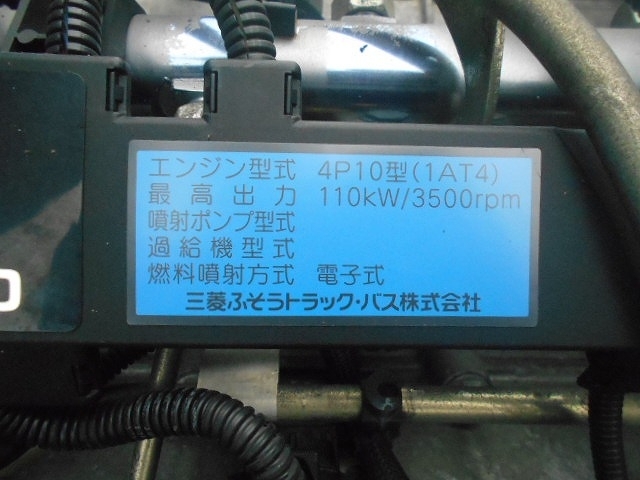 エンジン型式 4P10型(1AT4)
最高出力 110kW/3500rpm
噴射ポンプ型式
過給機型式
燃料噴射方式 電子式
三菱ふそうトラック・バス株式会社